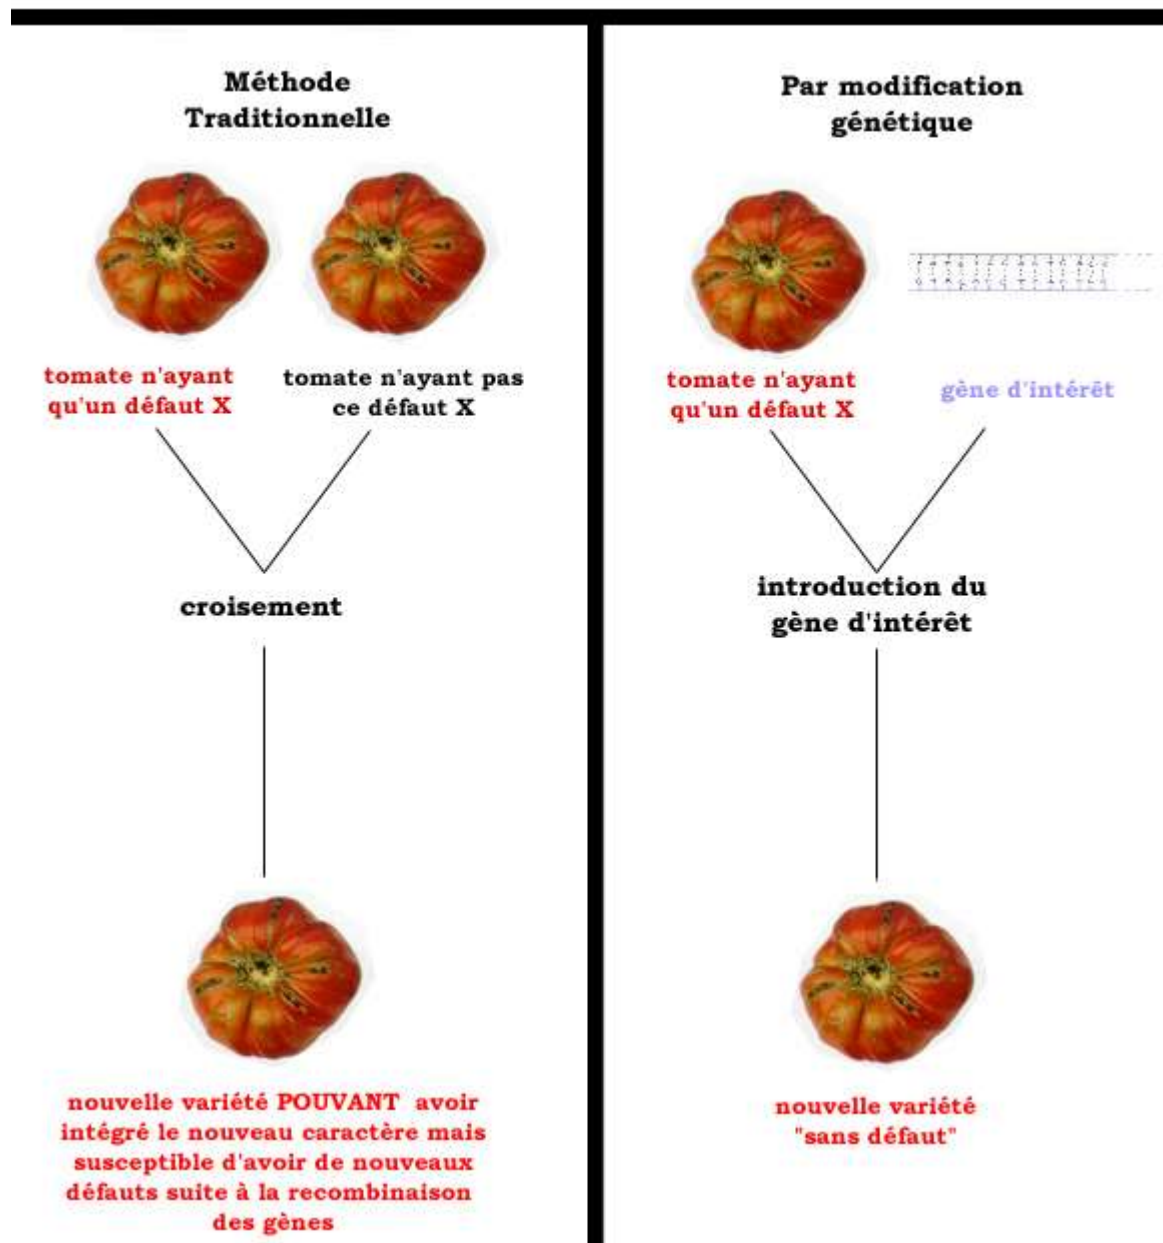 Méthode
Traditionnelle
tomate n'ayant
qu'un défaut X
tomate n'ayant pas
ce défaut X
croisement
nouvelle variété POUVANT avoir
intégré le nouveau caractère mais
susceptible d'avoir de nouveaux
défauts suite à la recombinaison
des gènes
Par modification
génétique
tomate n'ayant
qu'un défaut X
gène d'intérêt
introduction du
gène d'intérêt
nouvelle variété
"sans défaut"